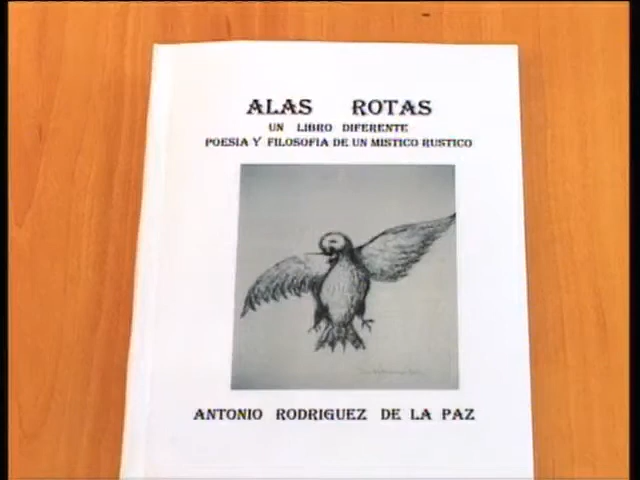 ALAS ROTAS
UN LIBRO DIFERENTE
POESIA Y FILOSOFIA DE UN MISTICO RUSTICO
ANTONIO RODRIGUEZ DE LA PAZ